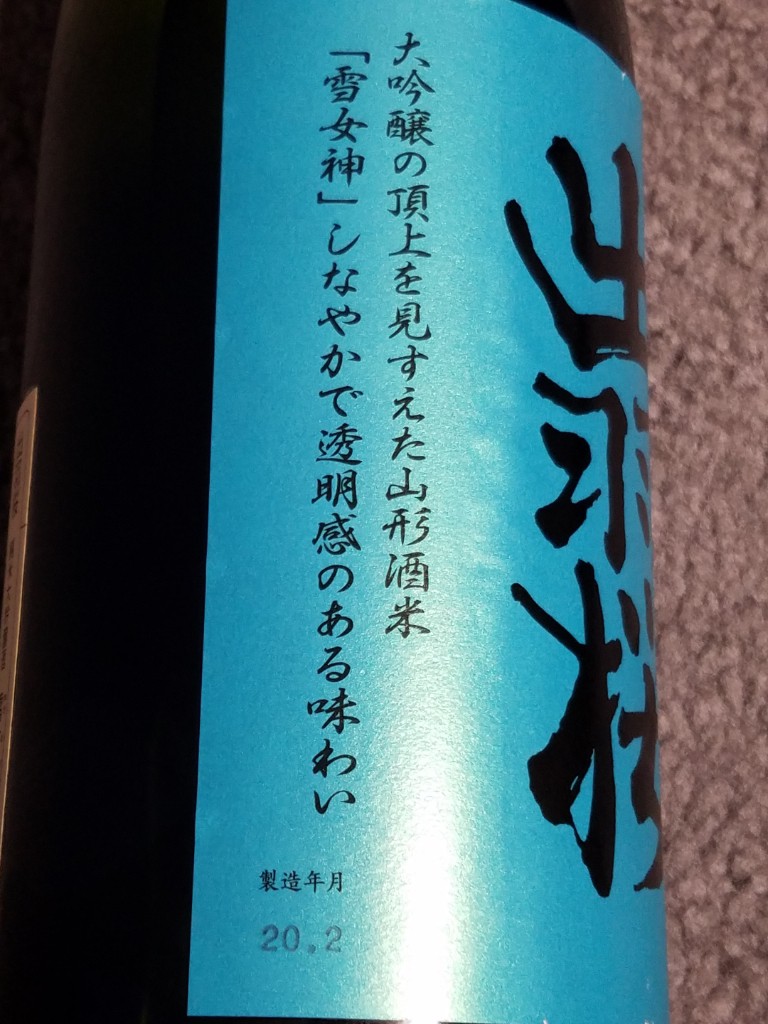 出羽桜
大吟醸の頂上を見すえた山形酒米
「雪女神」しなやかで透明感のある味わい
製造年月
20.2